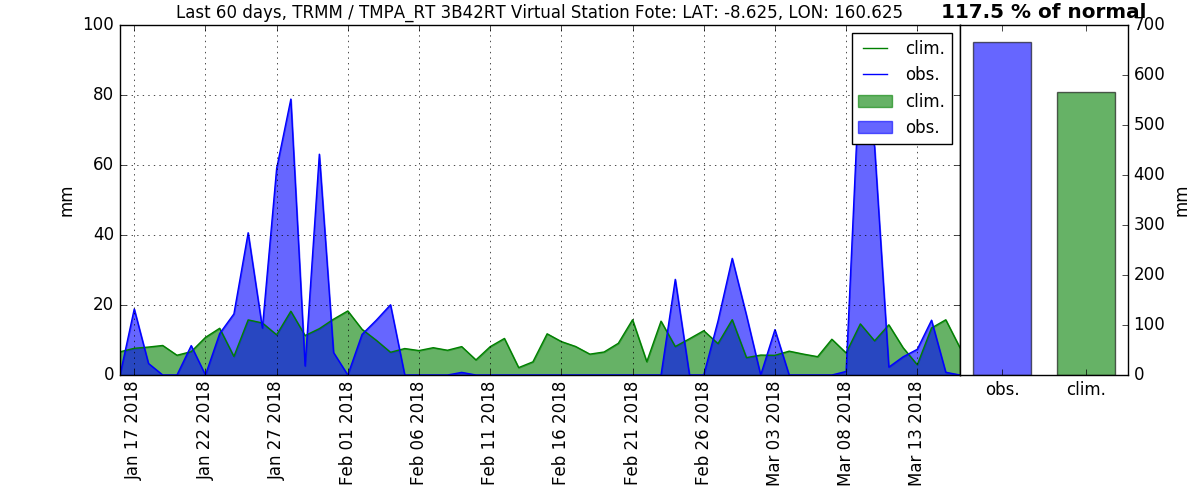 Last 60 days, TRMM / TMPA_RT 3B42RT Virtual Station Fote: LAT: -8.625, LON: 160.625
117.5 % of normal
100
80
60
40
20
0
mm
clim.
obs.
clim.
obs.
700
600
500
400
300
200
100
0
mm
Jan 17 2018
Jan 22 2018
Jan 27 2018
Feb 01 2018
Feb 06 2018
Feb 11 2018
Feb 16 2018
Feb 21 2018
Feb 26 2018
Mar 03 2018
Mar 08 2018
Mar 13 2018
obs.
clim.